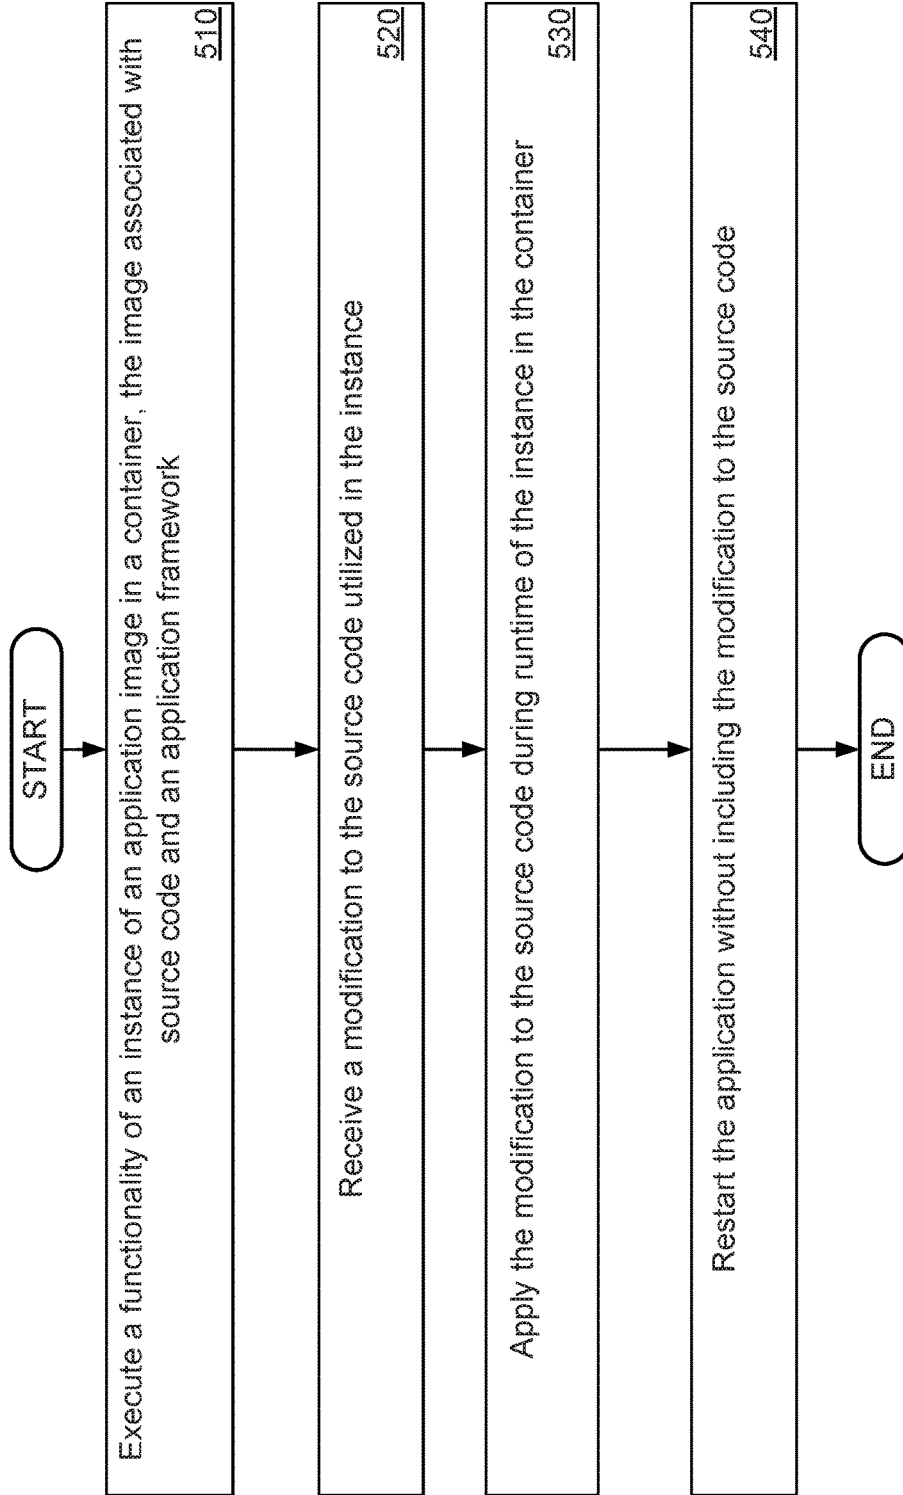 START
Execute a functionality of an instance of an application image in a container, the image associated with
source code and an application framework
510
Receive a modification to the source code utilized in the instance
520
Apply the modification to the source code during runtime of the instance in the container
530
Restart the application without including the modification to the source code
540
END